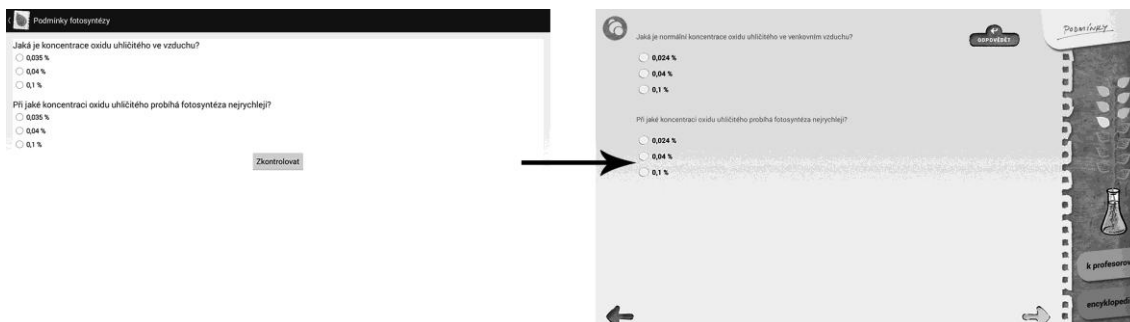 Podmínky fotosyntézy
Jaká je koncentrace oxidu uhličitého ve vzduchu?
0,035 %
0,04 %
0,1 %
Při jaké koncentraci oxidu uhličitého probíhá fotosyntéza nejrychleji?
0,035 %
0,04 %
0,1 %
Zkontrolovat
Jaká je normální koncentrace oxidu uhličitého ve venkovním vzduchu?
0,024 %
0,04 %
0,1 %
Při jaké koncentraci oxidu uhličitého probíhá fotosyntéza nejrychleji?
0,024 %
0,04 %
0,1 %
ODPOVĚDĚT
PODMÍNKY
k profesorov
encyklopedi